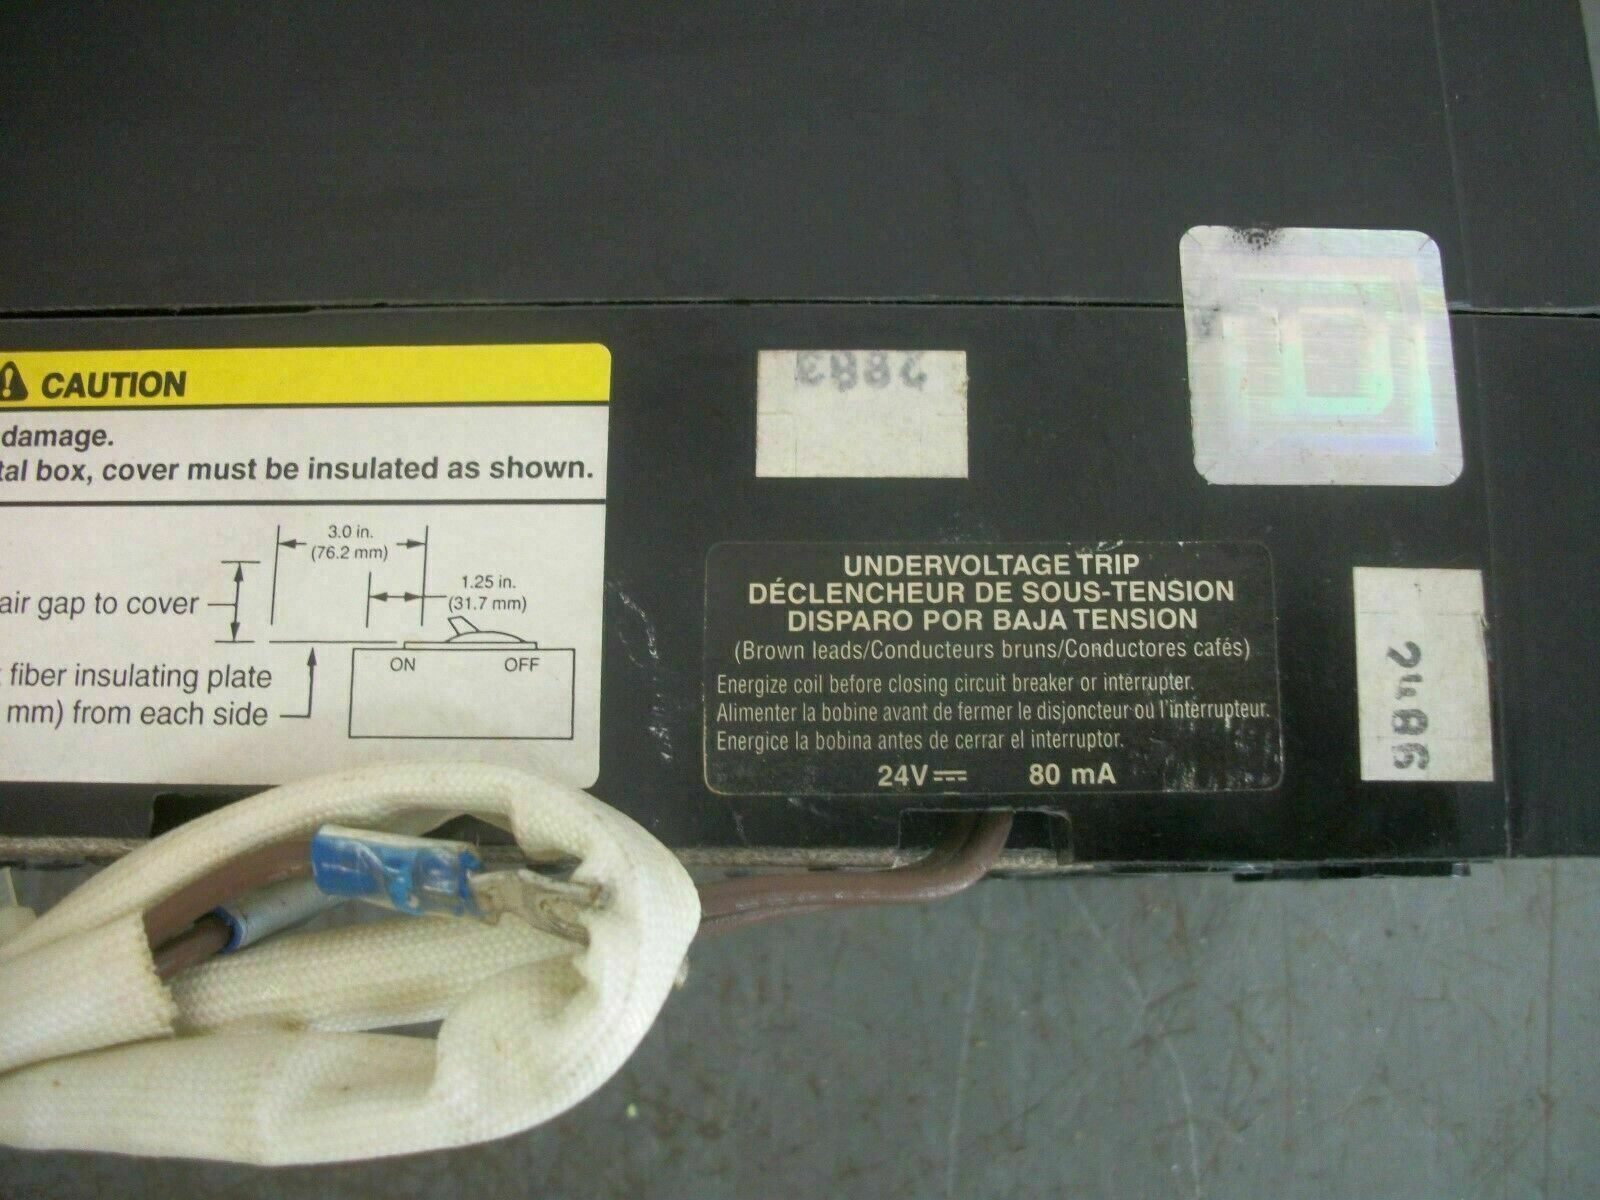 CAUTION
damage.
tal box, cover must be insulated as shown.
3.0 in.
(76.2 mm)
1.25 in.
(31.7 mm)
air gap to cover
ON OFF
fiber insulating plate
mm) from each side
2883
UNDERVOLTAGE TRIP
DÉCLENCHEUR DE SOUS-TENSION
DISPARO POR BAJA TENSION
(Brown leads/Conducteurs bruns/Conductores cafés)
Energize coil before closing circuit breaker or interrupter.
Alimenter la bobine avant de fermer le disjoncteur ou l'interrupteur.
Energice la bobina antes de cerrar el interruptor.
24V⎓ 80 mA
2486
D